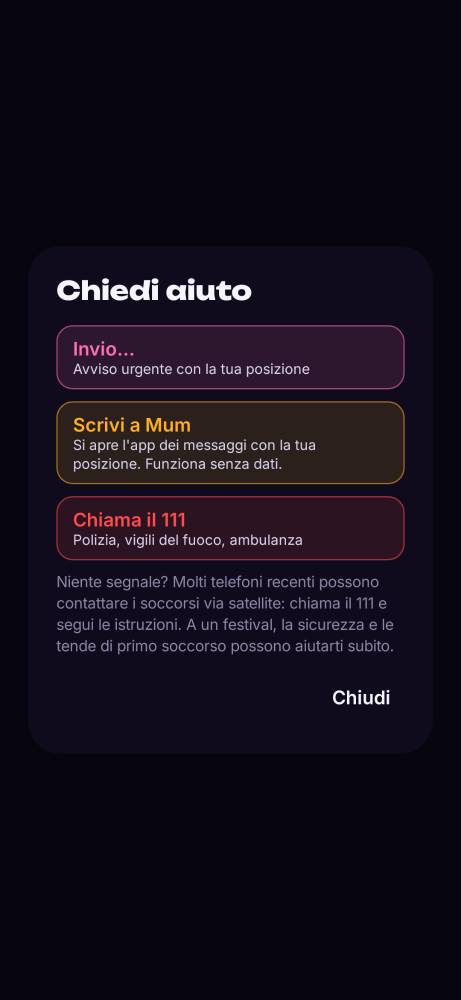 Chiedi aiuto
Invio...
Avviso urgente con la tua posizione
Scrivi a Mum
Si apre l'app dei messaggi con la tua
posizione. Funziona senza dati.
Chiama il 111
Polizia, vigili del fuoco, ambulanza
Niente segnale? Molti telefoni recenti possono
contattare i soccorsi via satellite: chiama il 111 e
segui le istruzioni. A un festival, la sicurezza e le
tende di primo soccorso possono aiutarti subito.
Chiudi